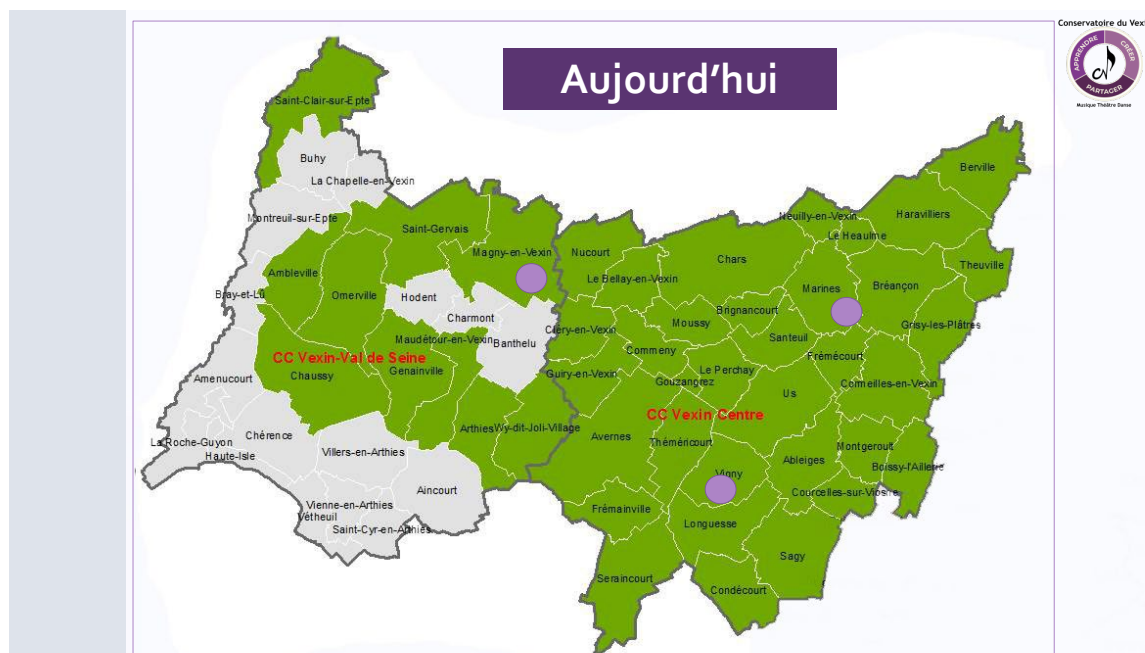 Aujourd'hui
Conservatoire du Vex
APPRENDRE
CRÉER
PARTAGER
Musique Théâtre Danse
Saint-Clair-sur-Epte
Buhy
La Chapelle-en-Vexin
Montreuil-sur-Epte
Saint-Gervais
Magny-en-Vexin
Ambleville
Omerville
Bray-et-Lû
Hodent
Charmont
Banthelu
Maudétour-en-Vexin
CC Vexin-Val de Seine
Chaussy
Genainville
Amenucourt
La Roche-Guyon
Haute-Isle
Chérence
Villers-en-Arthies
Arthies
Wy-dit-Joli-Village
Aincourt
Vienne-en-Arthies
Vétheuil
Saint-Cyr-en-Arthies
Berville
Neuilly-en-Vexin
Haravilliers
Le Heaulme
Nucourt
Chars
Theuville
Le Bellay-en-Vexin
Marines
Bréançon
Brignancourt
Moussy
Grisy-les-Plâtres
Cléry-en-Vexin
Santeuil
Commeny
Frémécourt
Le Perchay
Guiry-en-Vexin
Gouzangrez
Cormeilles-en-Vexin
Us
CC Vexin Centre
Avernes
Théméricourt
Montgeroult
Ableiges
Boissy-l'Aillerie
Vigny
Courcelles-sur-Viosne
Frémainville
Longuesse
Sagy
Seraincourt
Condécourt